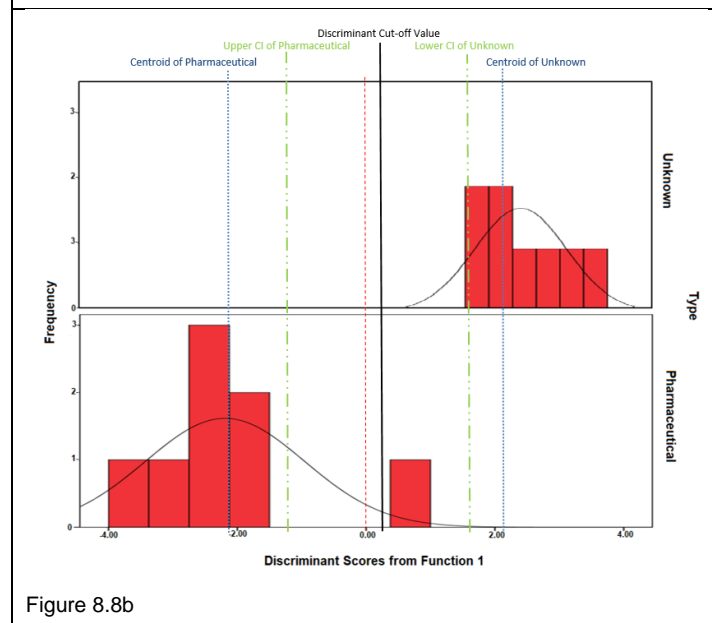 Discriminant Cut-off Value
Upper CI of Pharmaceutical
Lower CI of Unknown
Centroid of Pharmaceutical
Centroid of Unknown
3
2
3
0
Unknown
Frequency
Type
3
2
1
0
Pharmaceutical
-4.00
-2.00
0.00
2.00
4.00
Discriminant Scores from Function 1
Figure 8.8b